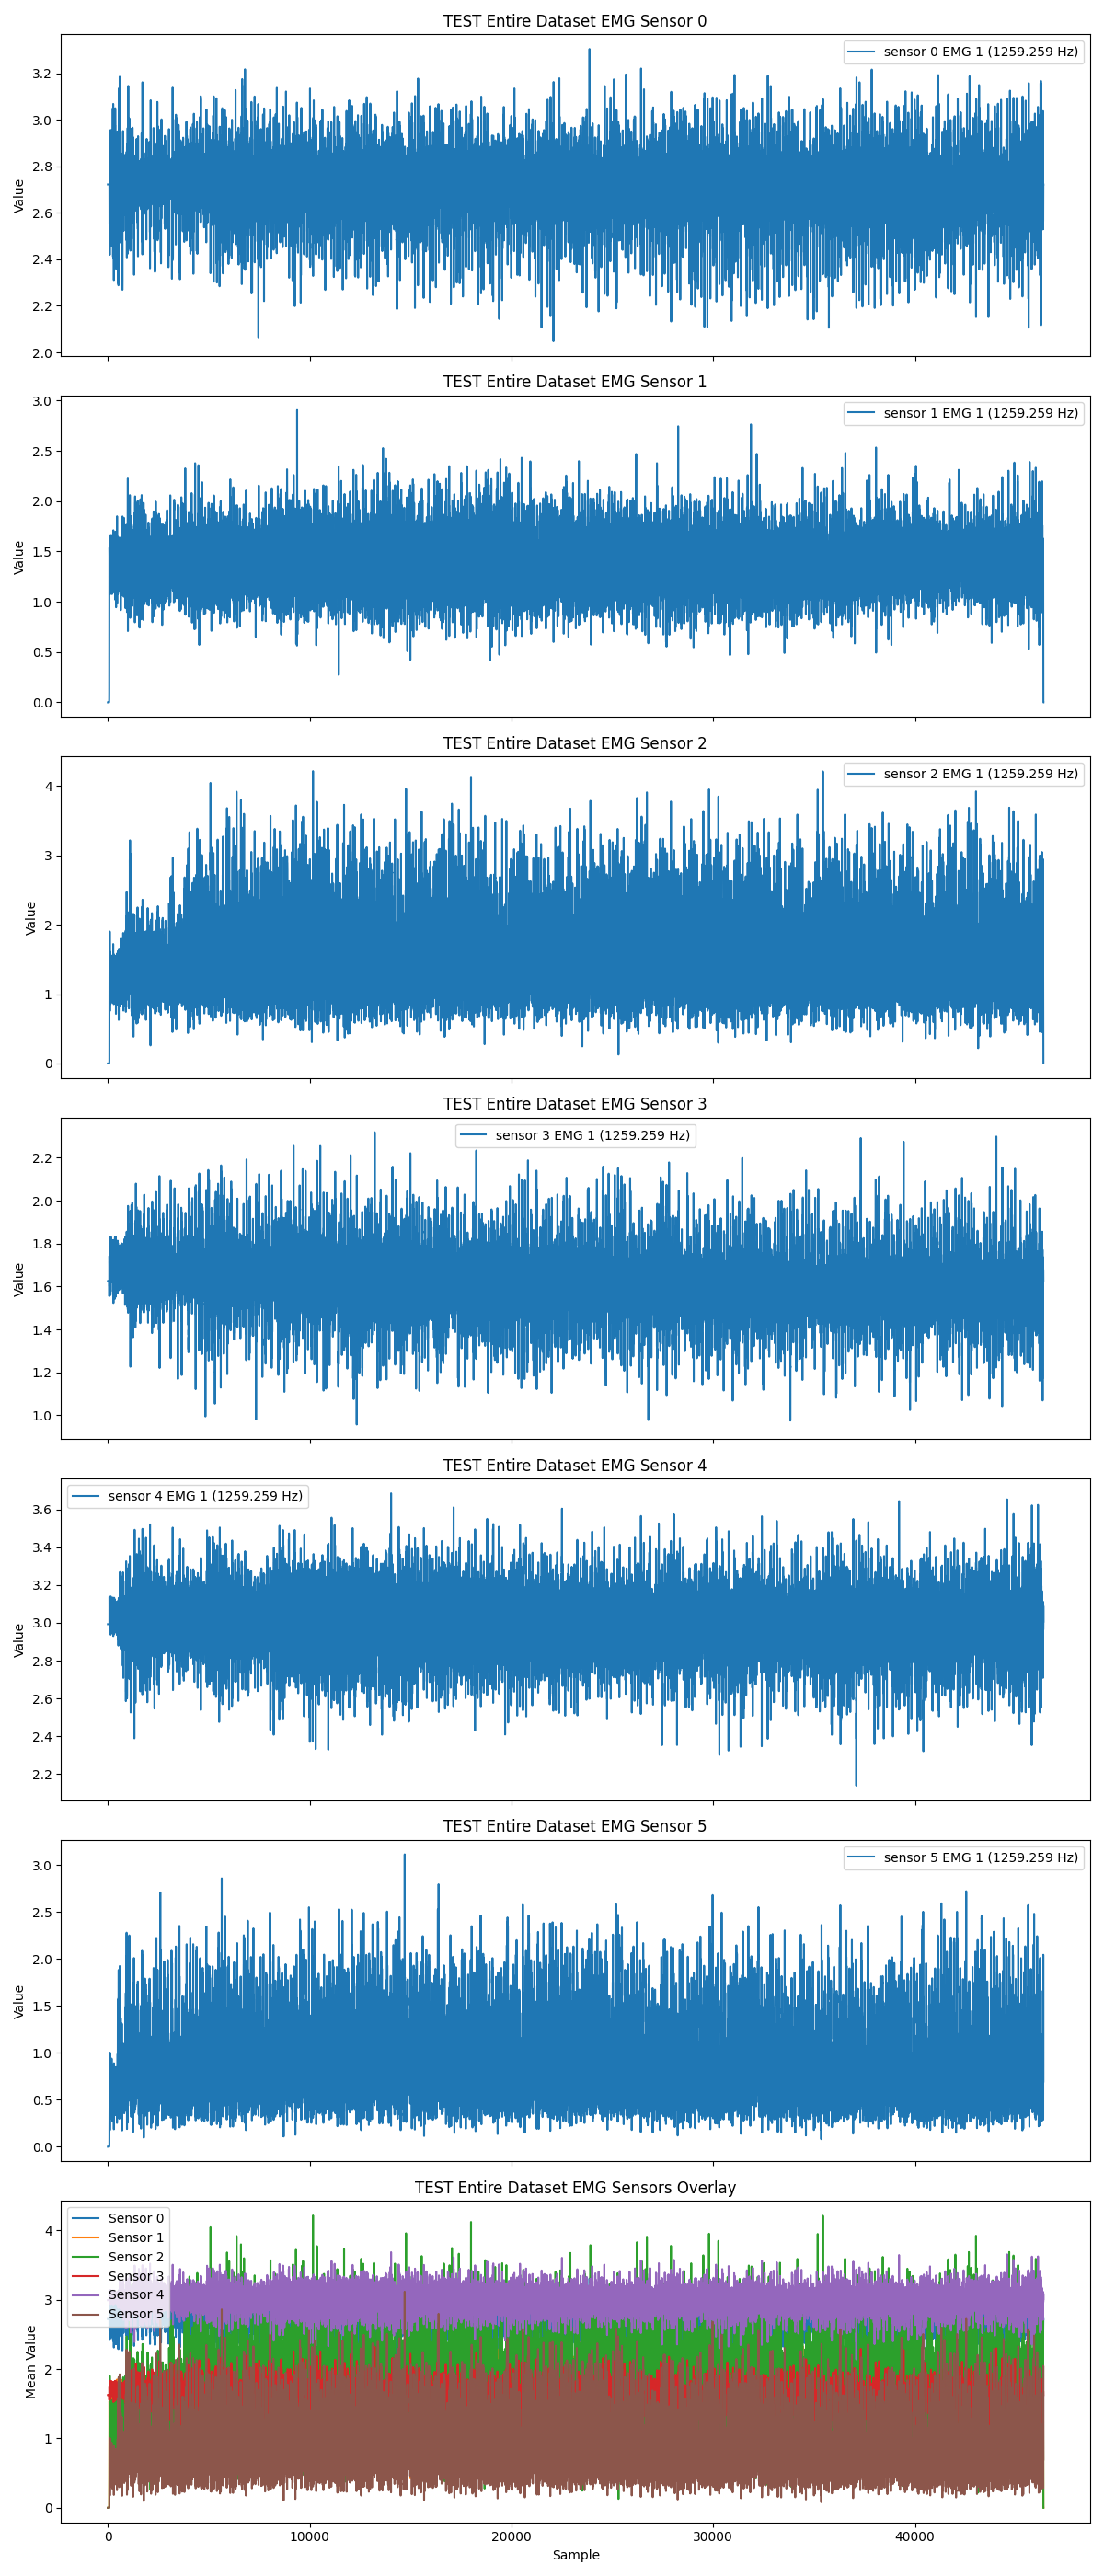 TEST Entire Dataset EMG Sensor 0
sensor 0 EMG 1 (1259.259 Hz)
3.2
3.0
2.8
2.6
2.4
2.2
2.0
Value
TEST Entire Dataset EMG Sensor 1
sensor 1 EMG 1 (1259.259 Hz)
3.0
2.5
2.0
1.5
1.0
0.5
0.0
Value
TEST Entire Dataset EMG Sensor 2
sensor 2 EMG 1 (1259.259 Hz)
4
3
2
1
0
Value
TEST Entire Dataset EMG Sensor 3
sensor 3 EMG 1 (1259.259 Hz)
2.2
2.0
1.8
1.6
1.4
1.2
1.0
Value
TEST Entire Dataset EMG Sensor 4
sensor 4 EMG 1 (1259.259 Hz)
3.6
3.4
3.2
3.0
2.8
2.6
2.4
2.2
Value
TEST Entire Dataset EMG Sensor 5
sensor 5 EMG 1 (1259.259 Hz)
3.0
2.5
2.0
1.5
1.0
0.5
0.0
Value
TEST Entire Dataset EMG Sensors Overlay
Sensor 0
Sensor 1
Sensor 2
Sensor 3
Sensor 4
Sensor 5
4
3
2
1
0
Mean Value
0 10000 20000 30000 40000
Sample